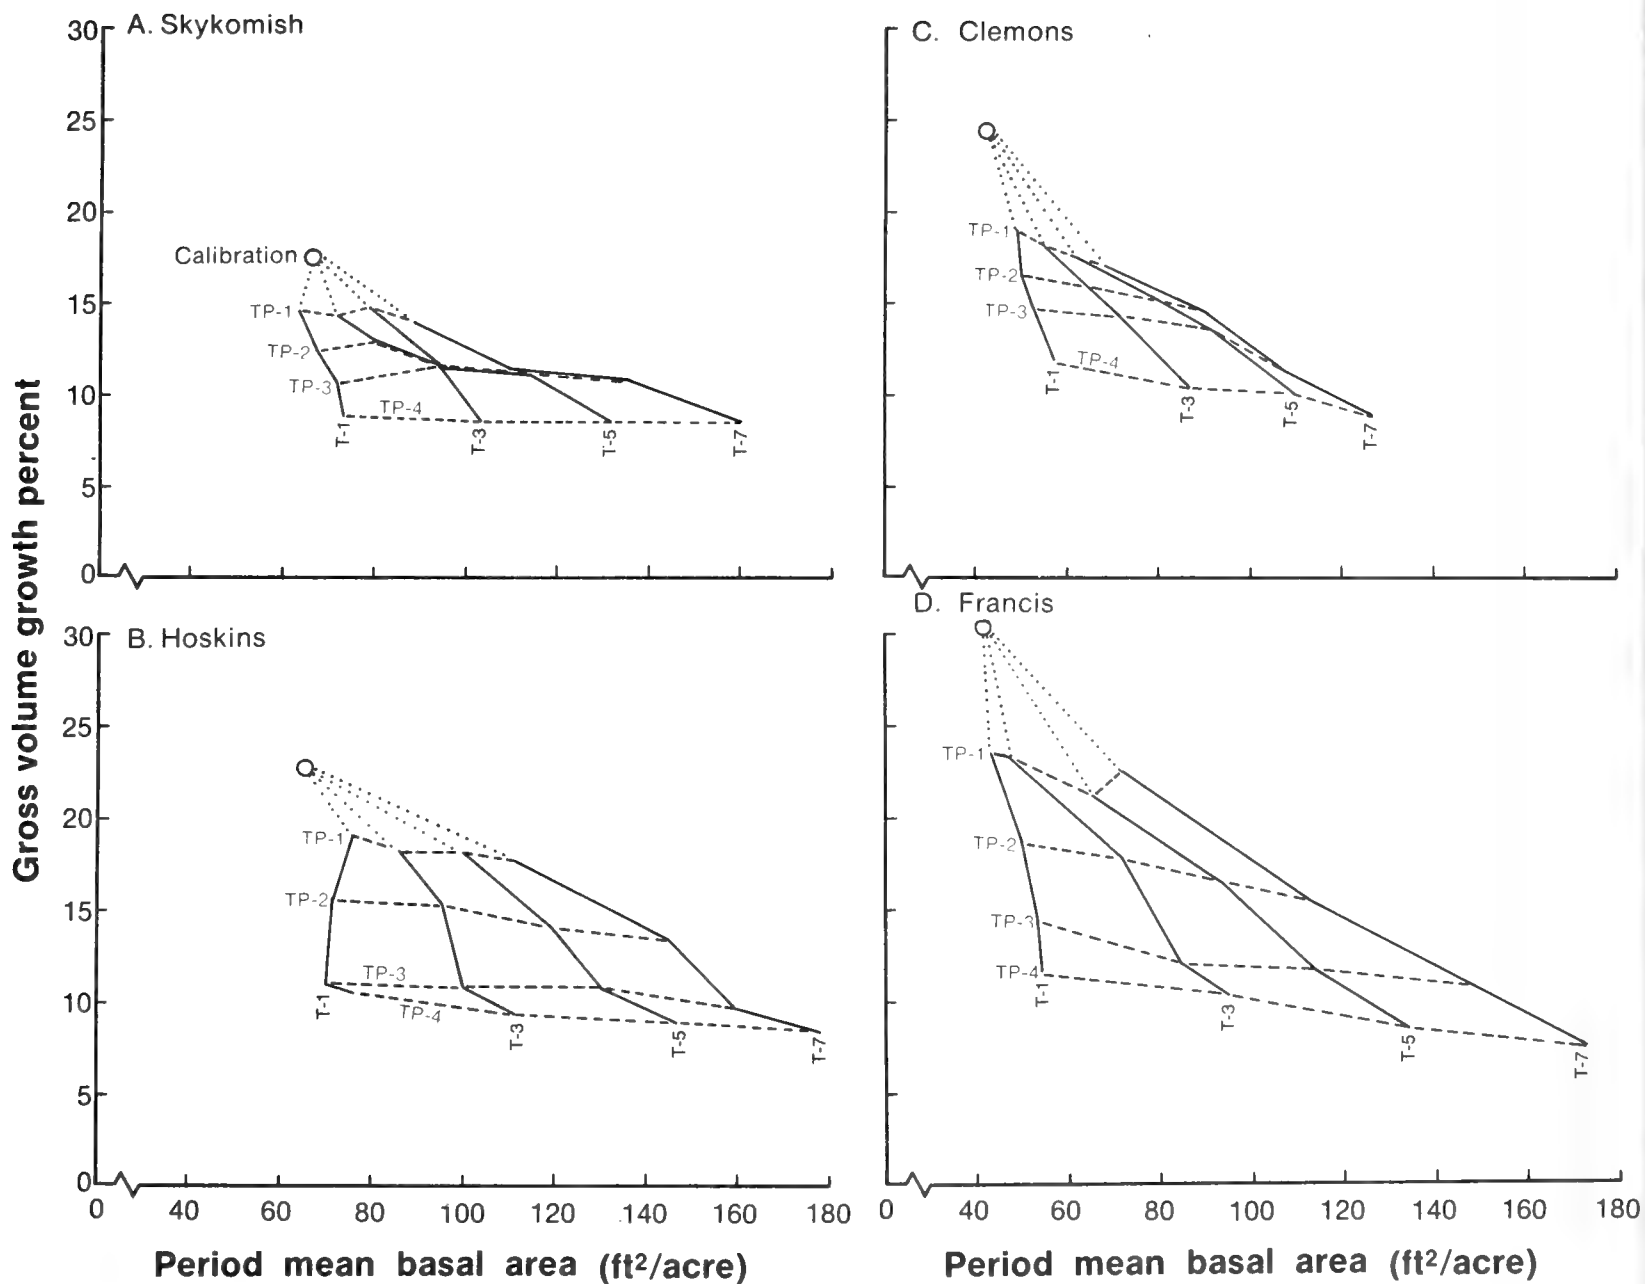 Gross volume growth percent
A. Skykomish
30
25
20
15
10
5
0
Calibration
TP-1
TP-2
TP-3
TP-4
T-1
T-3
T-5
T-7
C. Clemons
TP-1
TP-2
TP-3
TP-4
T-1
T-3
T-5
T-7
B. Hoskins
30
25
20
15
10
5
0
TP-1
TP-2
TP-3
TP-4
T-1
T-3
T-5
T-7
0 40 60 80 100 120 140 160 180
Period mean basal area (ft²/acre)
D. Francis
TP-1
TP-2
TP-3
TP-4
T-1
T-3
T-5
T-7
0 40 60 80 100 120 140 160 180
Period mean basal area (ft²/acre)